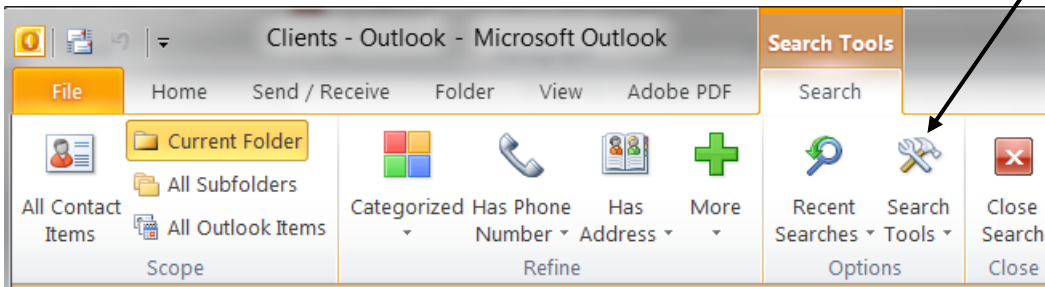 Clients - Outlook - Microsoft Outlook
Search Tools
File Home Send / Receive Folder View Adobe PDF Search
Current Folder
All Subfolders
All Outlook Items
All Contact
Items
Categorized
Has Phone
Number
Has
Address
More
Recent
Searches
Search
Tools
Close
Search
Scope Refine Options Close